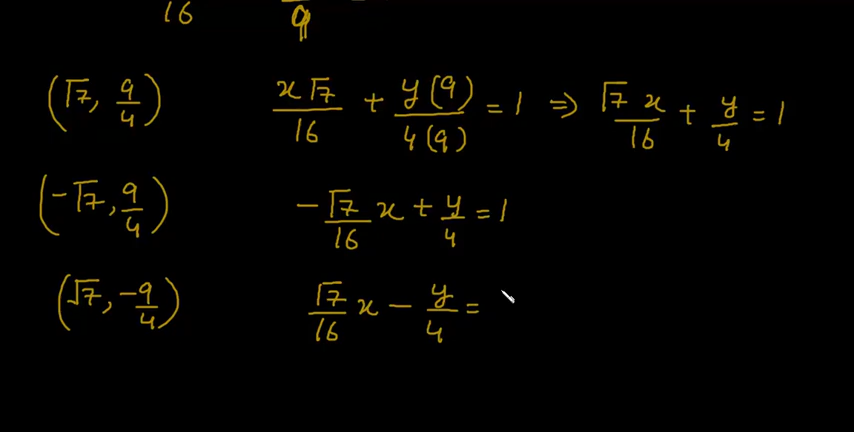 16 9
(√7, 9/4) x√7/16 + y(9)/4(9) = 1 ⇒ √7 x/16 + y/4 = 1
(-√7, 9/4) -√7/16 x + y/4 = 1
(√7, -9/4) √7/16 x - y/4 =